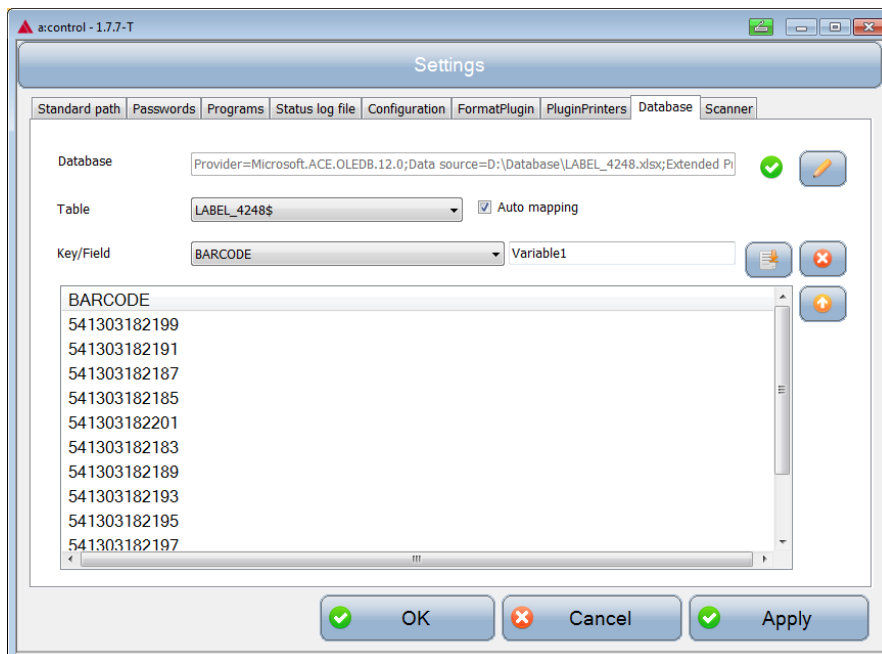 a:control - 1.7.7-T
Settings
Standard path Passwords Programs Status log file Configuration FormatPlugin PluginPrinters Database Scanner
Database Provider=Microsoft.ACE.OLEDB.12.0;Data source=D:\Database\LABEL_4248.xlsx;Extended
Table LABEL_4248$ Auto mapping
Key/Field BARCODE Variable1
BARCODE
541303182199
541303182191
541303182187
541303182185
541303182201
541303182183
541303182189
541303182193
541303182195
541303182197
OK Cancel Apply